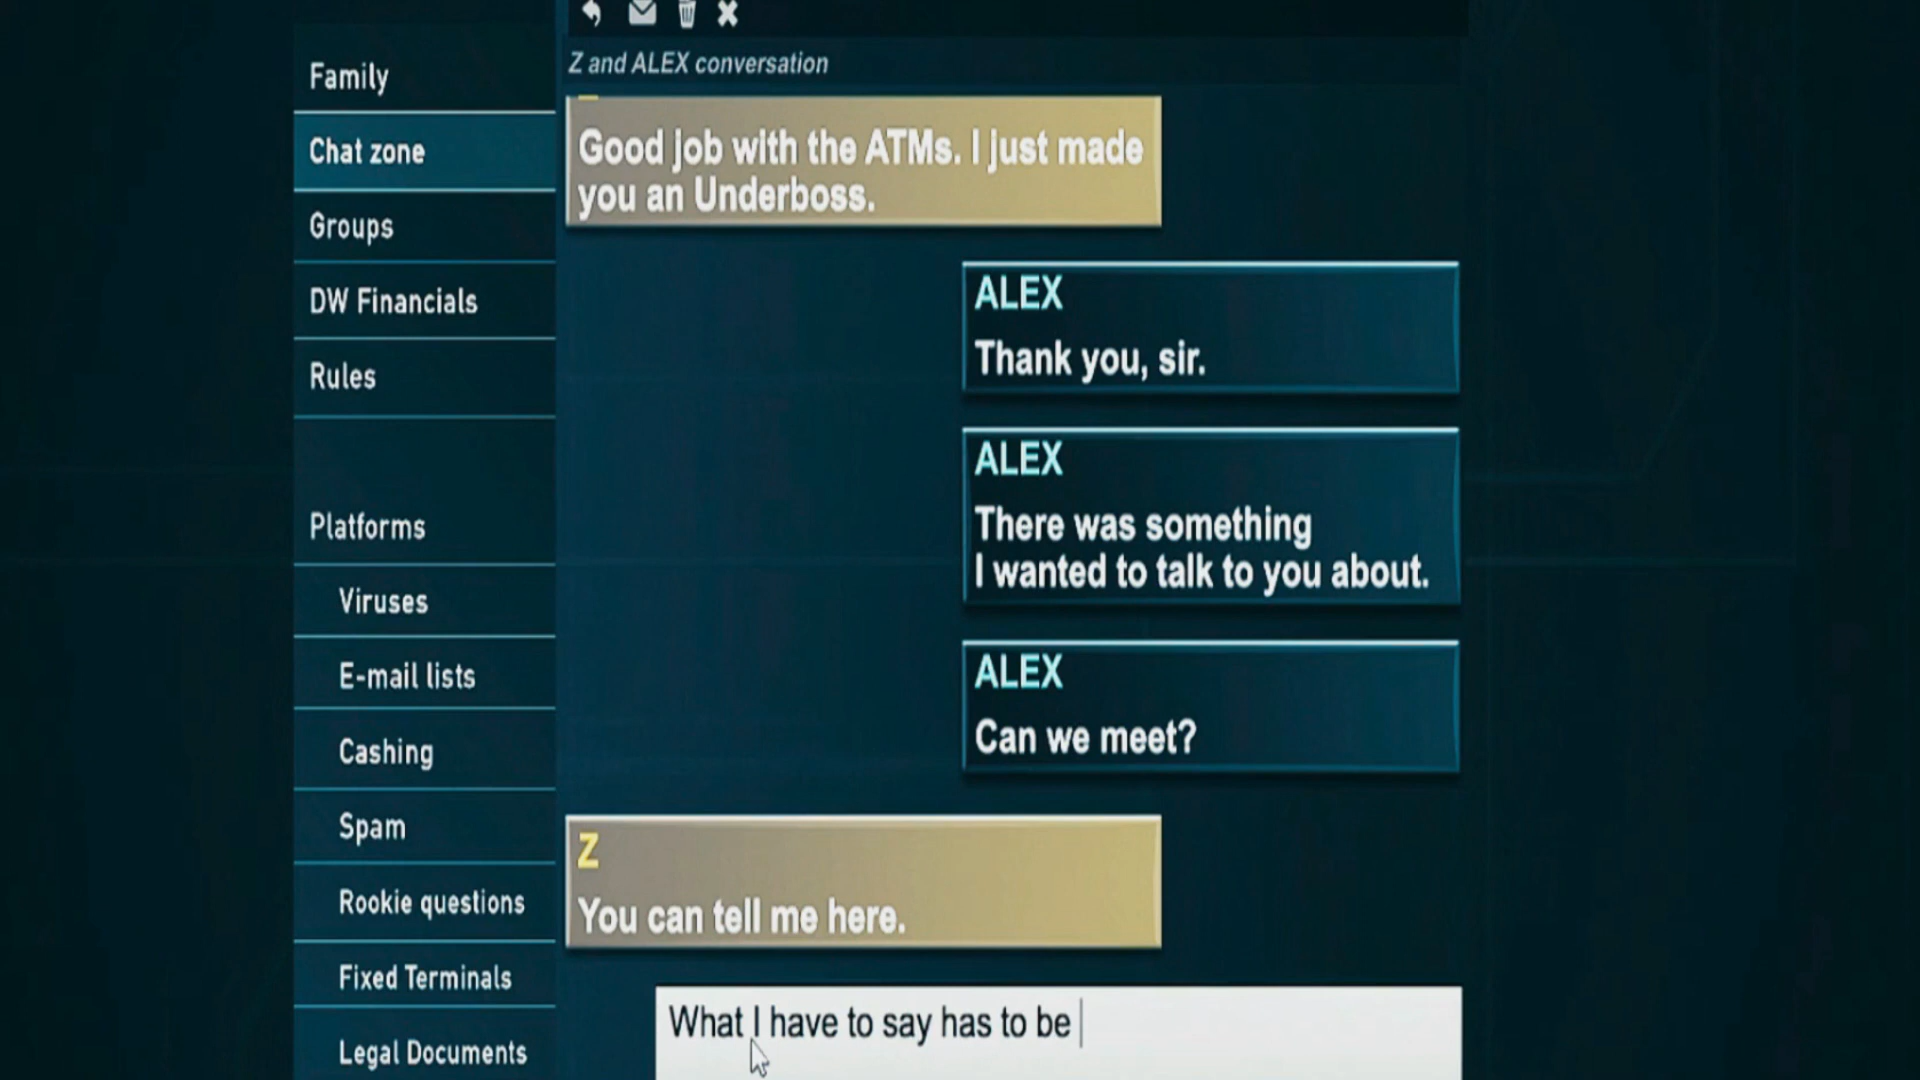 Family
Chat zone
Groups
DW Financials
Rules
Platforms
Viruses
E-mail lists
Cashing
Spam
Rookie questions
Fixed Terminals
Legal Documents
Z and ALEX conversation
Good job with the ATMs. I just made
you an Underboss.
ALEX
Thank you, sir.
ALEX
There was something
I wanted to talk to you about.
ALEX
Can we meet?
Z
You can tell me here.
What I have to say has to be